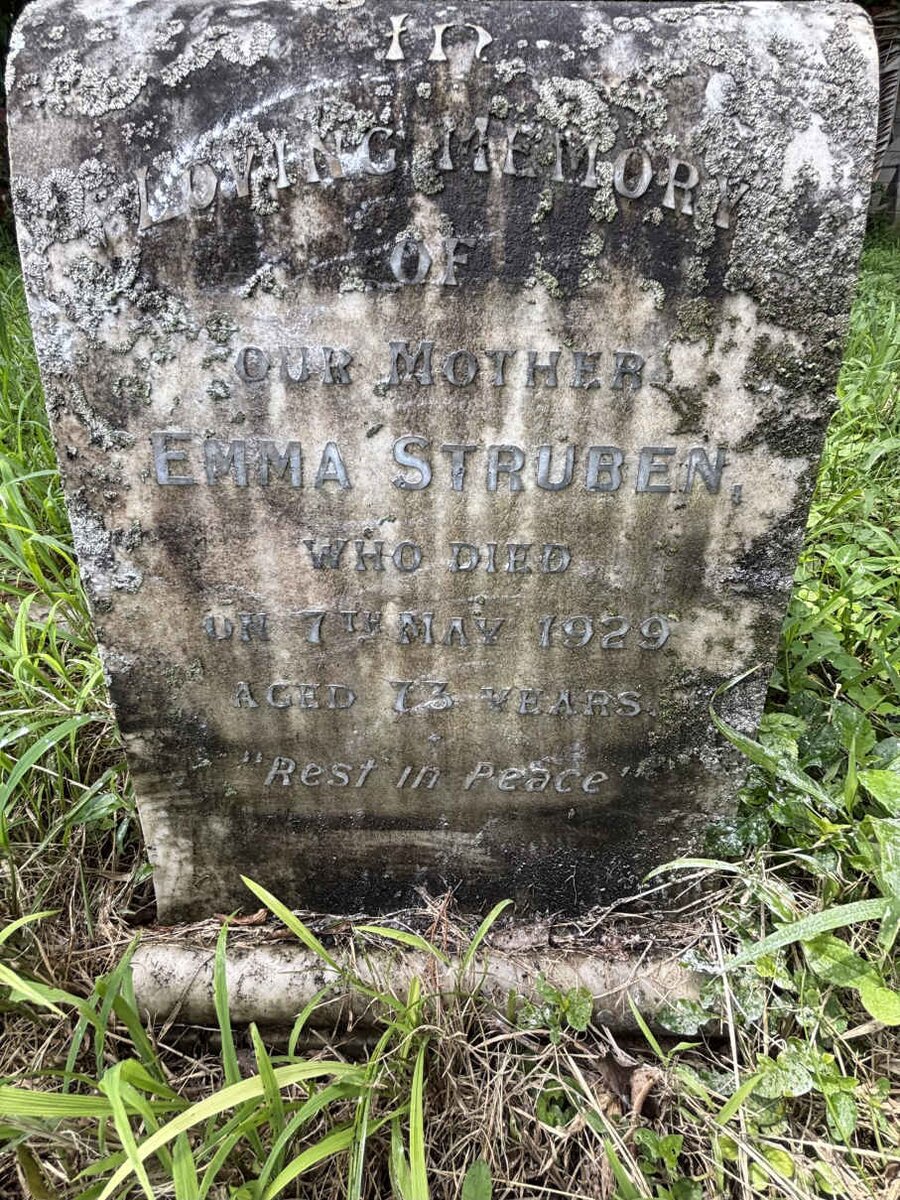 In
LOVING MEMORY
OF
OUR MOTHER
EMMA STRUBEN,
WHO DIED
ON 7TH MAY 1929
AGED 73 YEARS.
"Rest in Peace"